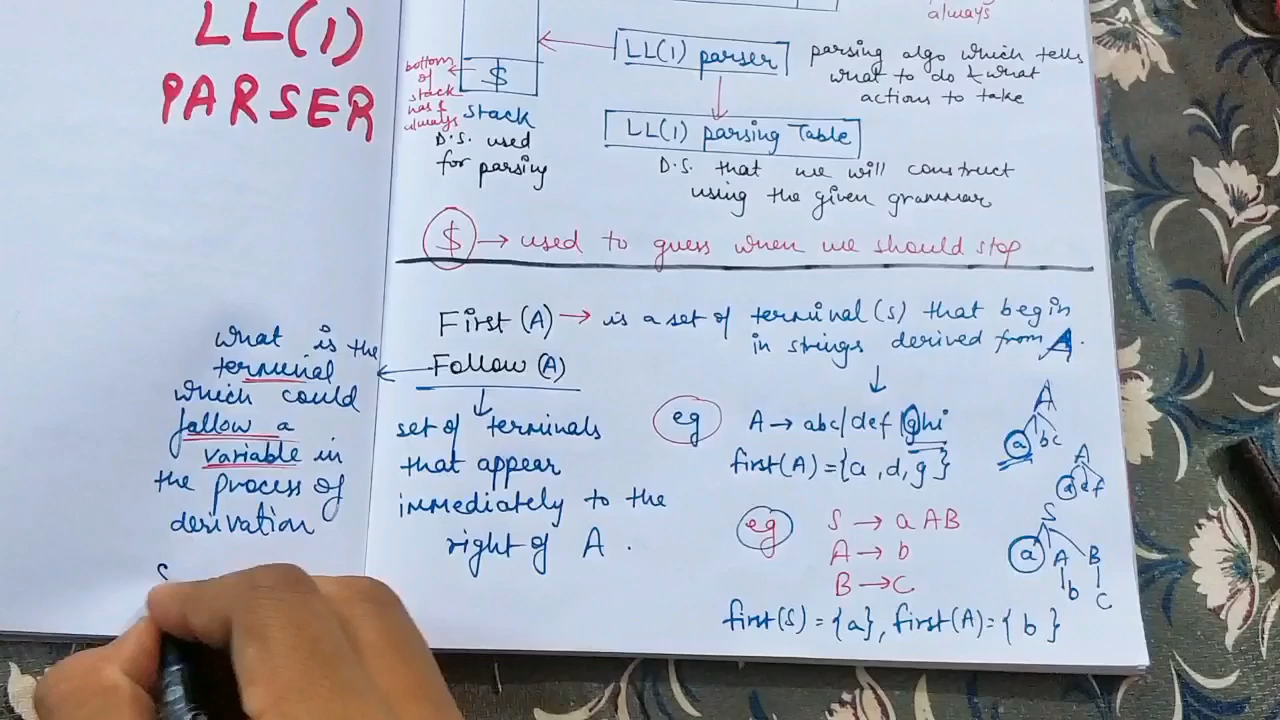 LL(1)
PARSER
always
bottom
of
stack
has $
always
$
stack
D.S. used
for parsing
LL(1) parser
parsing algo which tells
what to do & what
actions to take
LL(1) parsing Table
D.S. that we will construct
using the given grammar
$ → used to guess when we should stop
First (A) → is a set of terminal(s) that begin
in strings derived from A.
Follow (A)
what is the
terminal
which could
follow a
variable in
the process of
derivation
S
set of terminals
that appear
immediately to the
right of A.
eg
A → abc/def/ghi
first(A)={a,d,g}
A
a bc
A
d ef
eg
S → aAB
A → b
B → C
S
a A B
b
C
first(S) = {a}, first(A) = {b}